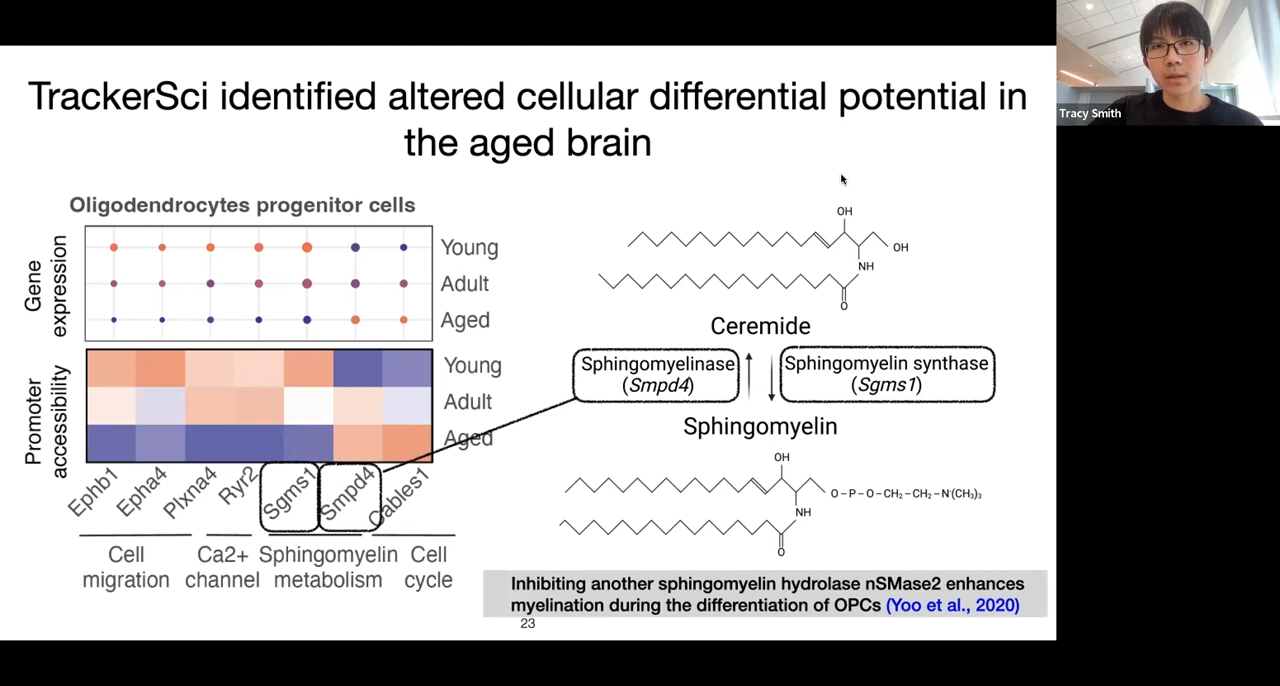 TrackerSci identified altered cellular differential potential in
the aged brain
Tracy Smith
Oligodendrocytes progenitor cells
Gene
expression
Young
Adult
Aged
Promoter
accessibility
Young
Adult
Aged
Ephb1
Epha4
Plxna4
Ryr2
Sgms1
Smpd4
Cables1
Cell
migration
Ca2+
channel
Sphingomyelin
metabolism
Cell
cycle
OH
OH
NH
O
Ceremide
Sphingomyelinase
(Smpd4)
Sphingomyelin synthase
(Sgms1)
Sphingomyelin
OH
O–P–O–CH₂–CH₂–N⁺(CH₃)₃
NH
O
Inhibiting another sphingomyelin hydrolase nSMase2 enhances
myelination during the differentiation of OPCs (Yoo et al., 2020)
23